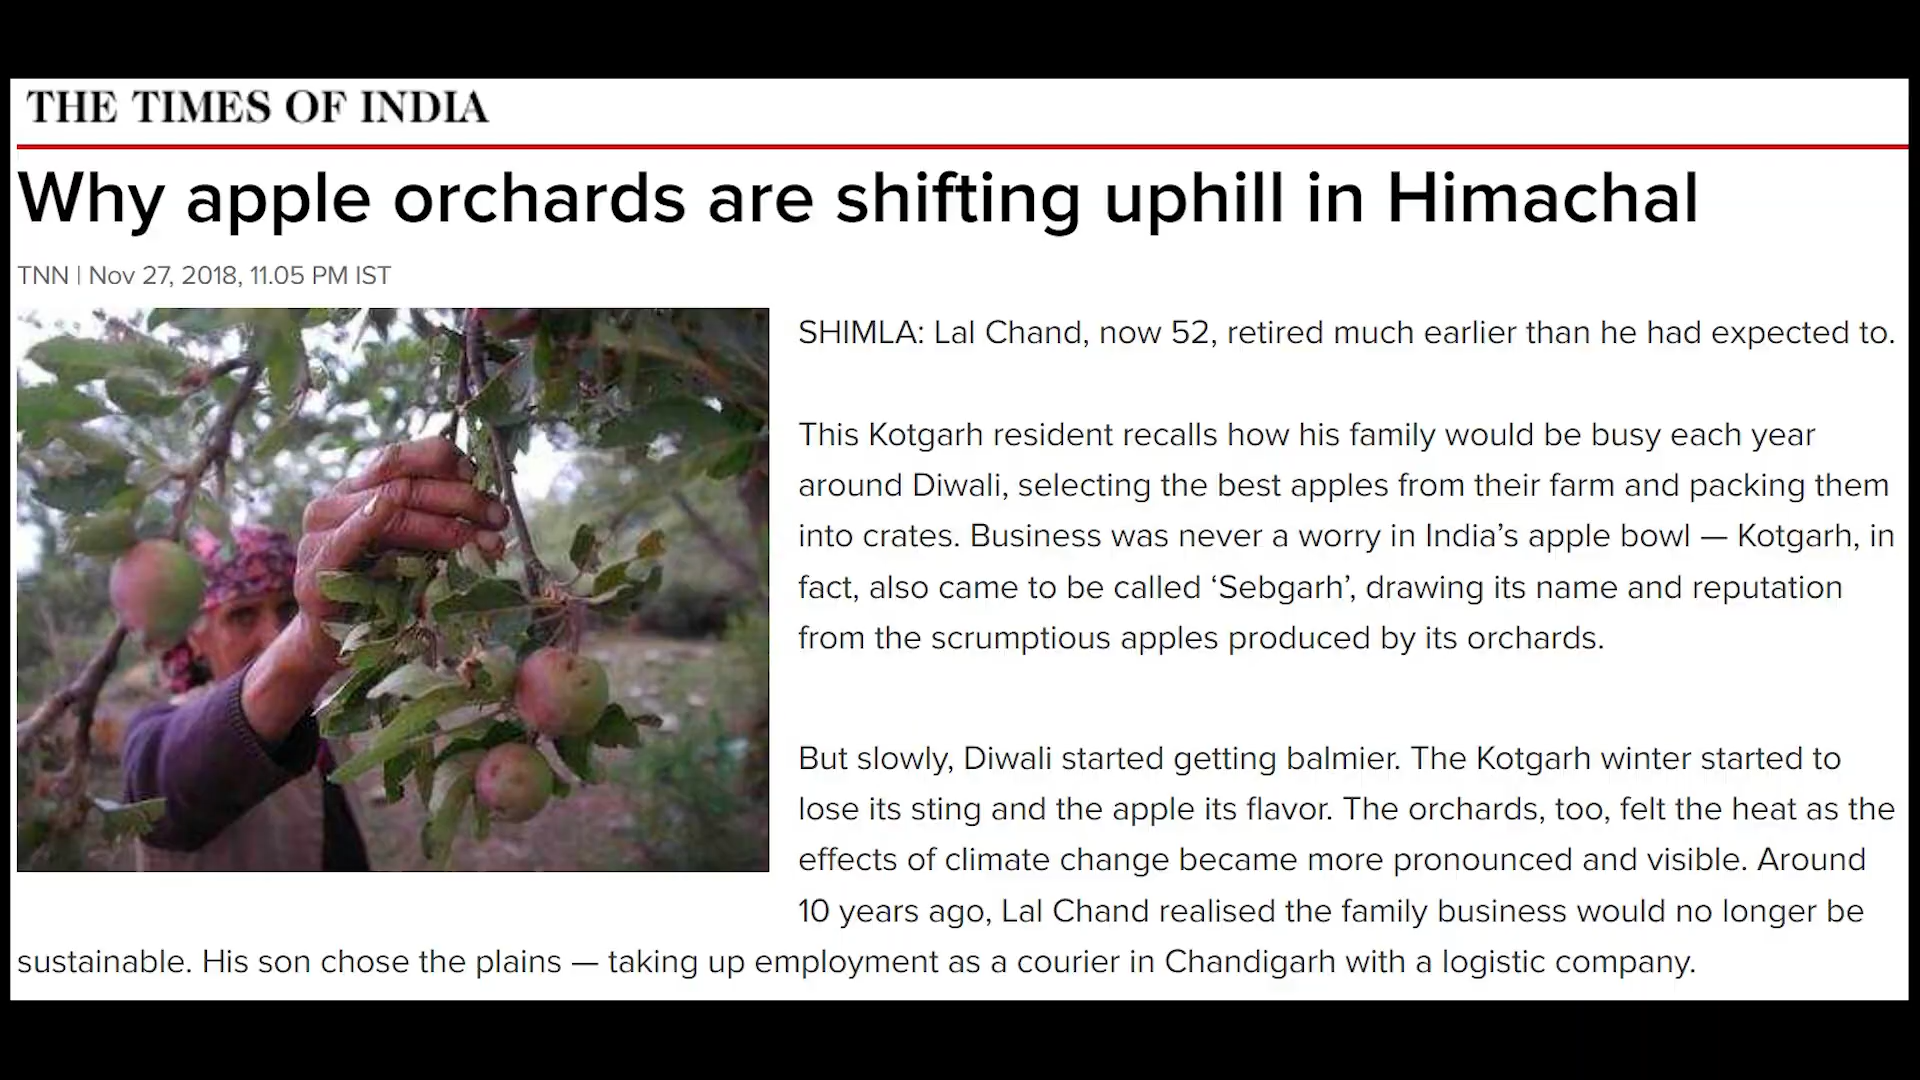 THE TIMES OF INDIA
Why apple orchards are shifting uphill in Himachal
TNN | Nov 27, 2018, 11.05 PM IST
SHIMLA: Lal Chand, now 52, retired much earlier than he had expected to.
This Kotgarh resident recalls how his family would be busy each year
around Diwali, selecting the best apples from their farm and packing them
into crates. Business was never a worry in India’s apple bowl — Kotgarh, in
fact, also came to be called ‘Sebgarh’, drawing its name and reputation
from the scrumptious apples produced by its orchards.
But slowly, Diwali started getting balmier. The Kotgarh winter started to
lose its sting and the apple its flavor. The orchards, too, felt the heat as the
effects of climate change became more pronounced and visible. Around
10 years ago, Lal Chand realised the family business would no longer be
sustainable. His son chose the plains — taking up employment as a courier in Chandigarh with a logistic company.